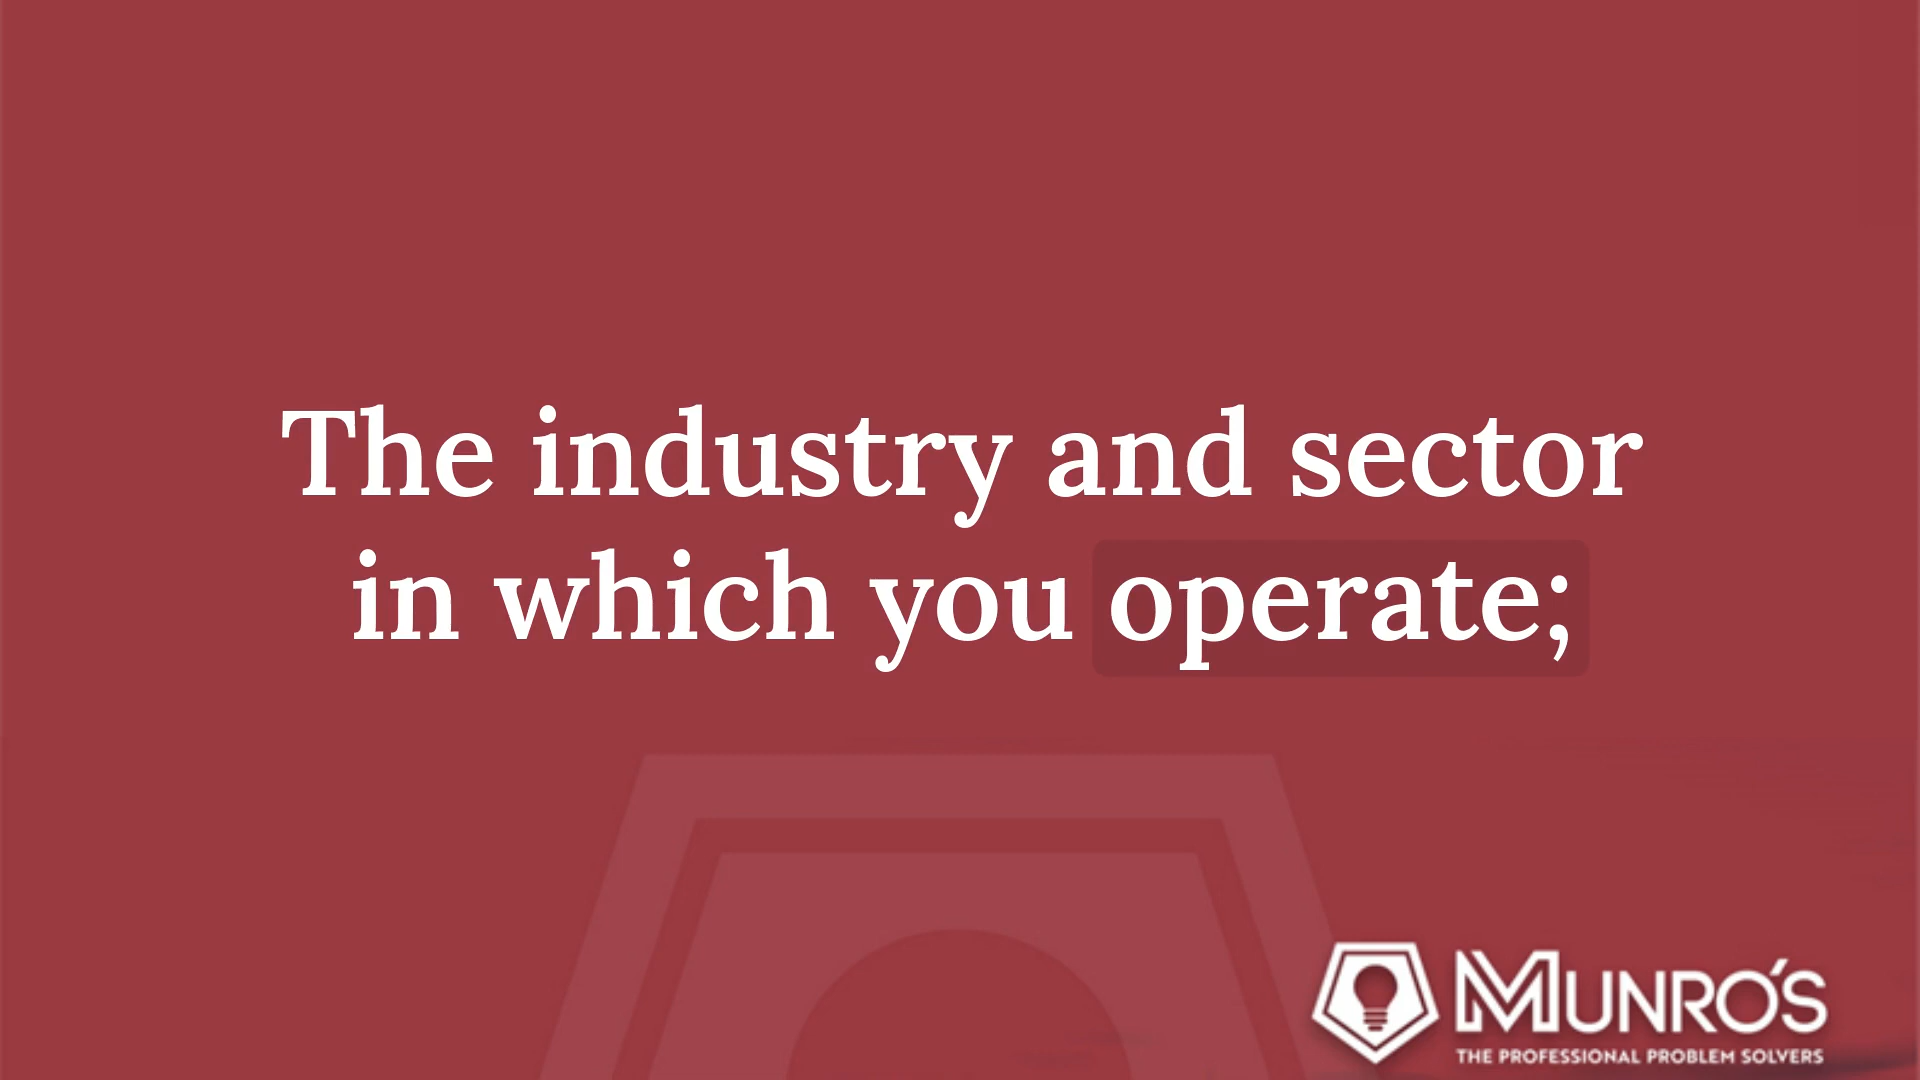 The industry and sector
in which you operate;
MUNRO'S
THE PROFESSIONAL PROBLEM SOLVERS